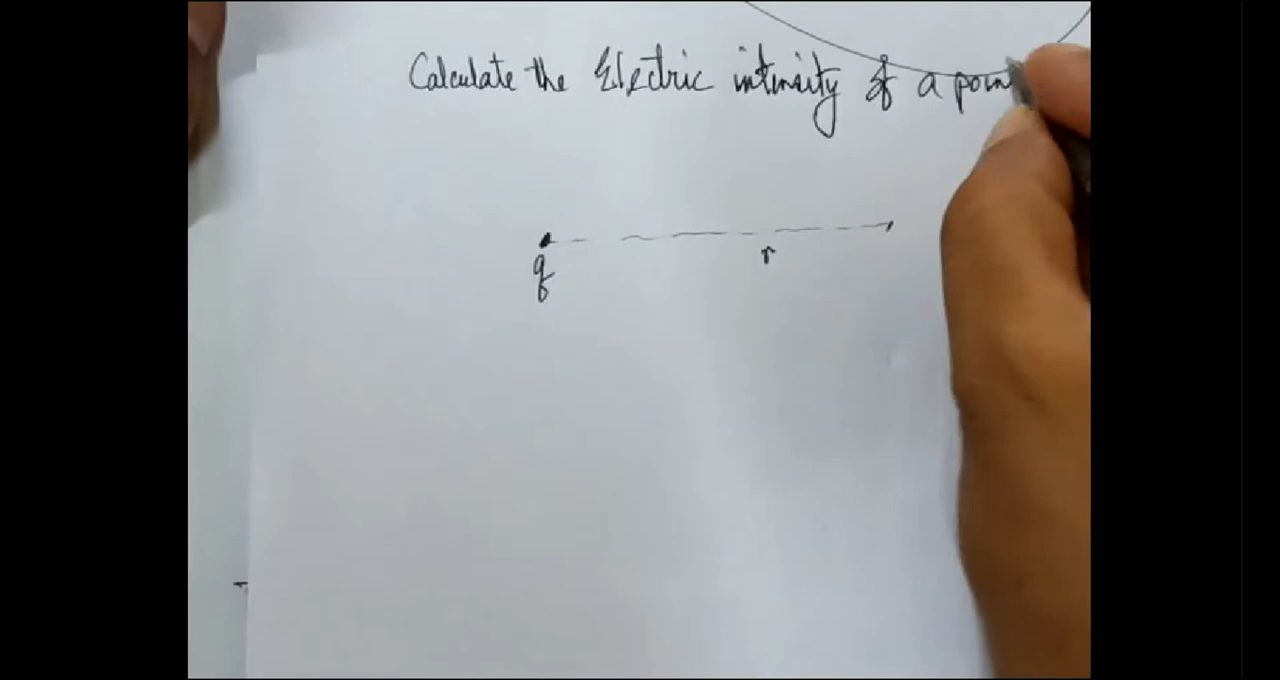 Calculate the Electric intensity of a poin
r
q